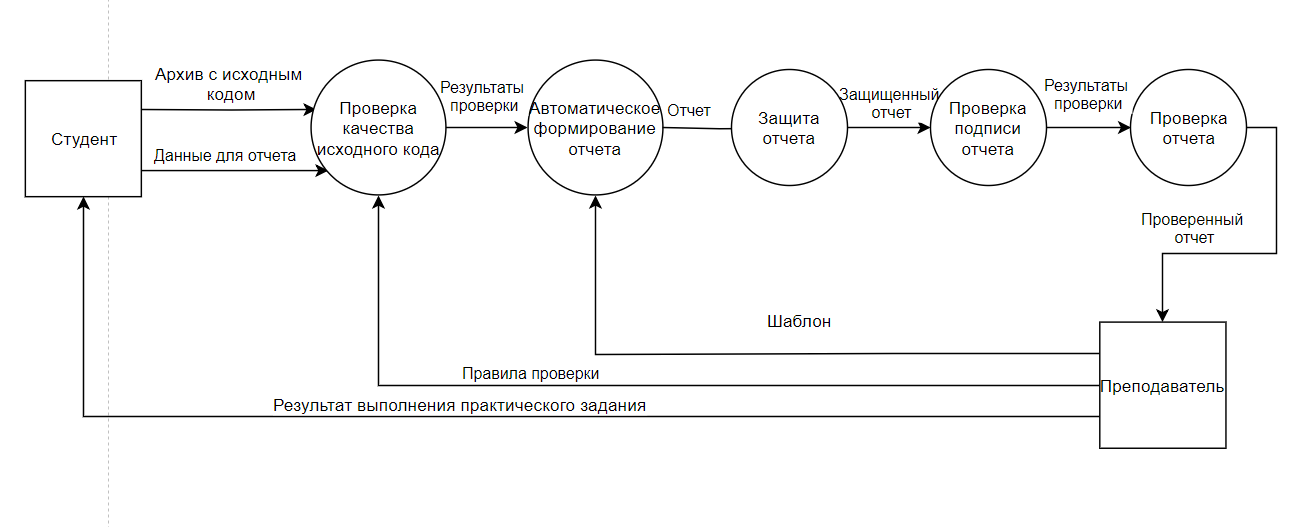 Архив с исходным
кодом
Студент
Данные для отчета
Проверка
качества
исходного кода
Результаты
проверки
Автоматическое
формирование
отчета
Отчет
Защита
отчета
Защищенный
отчет
Проверка
подписи
отчета
Результаты
проверки
Проверка
отчета
Проверенный
отчет
Шаблон
Правила проверки
Преподаватель
Результат выполнения практического задания